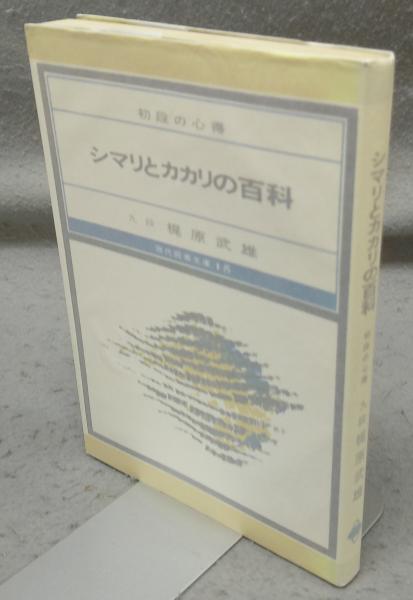 初段の心得
シマリとカカリの百科
九段 梶原武雄
現代囲碁文庫15
シマリとカカリの百科
初段の心得
九段 梶原武雄